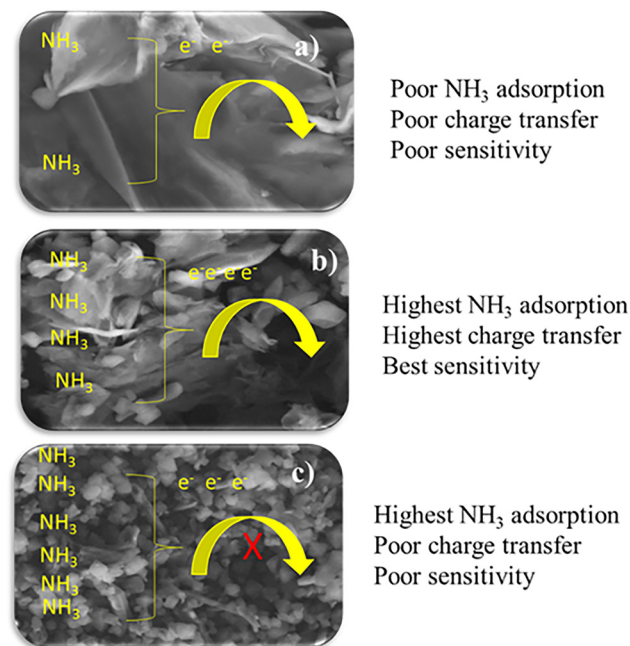 NH₃ e⁻ e⁻ a)
NH₃
Poor NH₃ adsorption
Poor charge transfer
Poor sensitivity
NH₃ b)
e⁻e⁻e e⁻
NH₃
NH₃
NH₃
Highest NH₃ adsorption
Highest charge transfer
Best sensitivity
NH₃ c)
NH₃ e⁻ e⁻ e⁻
NH₃
NH₃
NH₃
NH₃
X
Highest NH₃ adsorption
Poor charge transfer
Poor sensitivity